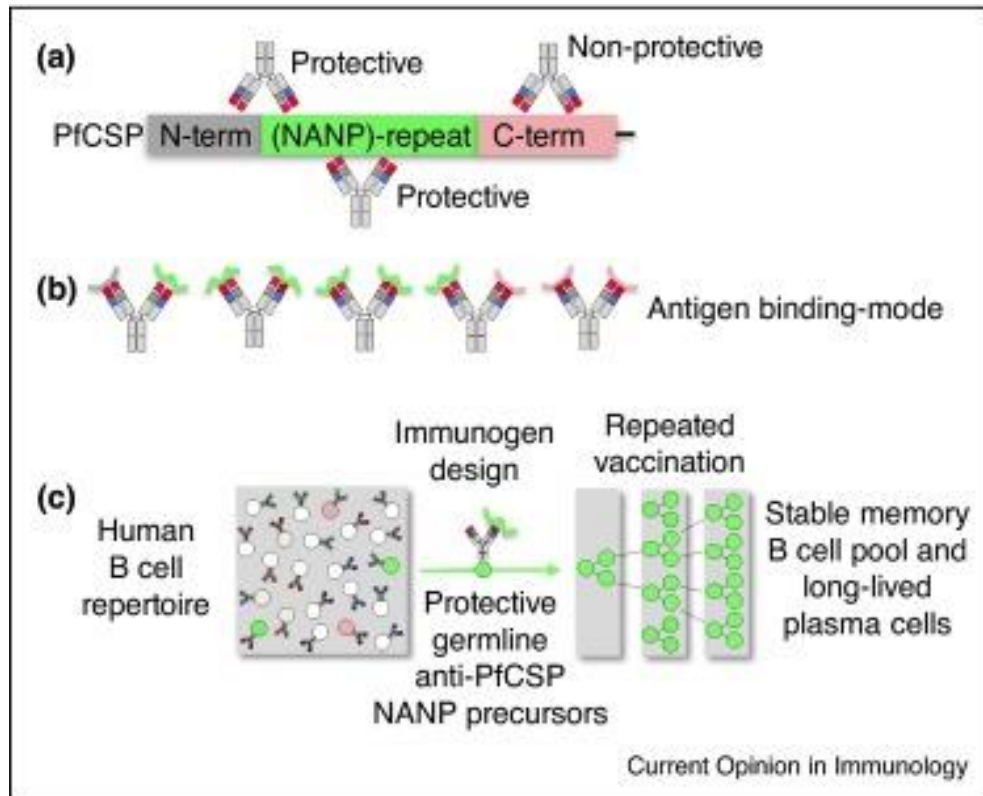 (a)
Protective
Non-protective
PfCSP N-term (NANP)-repeat C-term
Protective
(b)
Antigen binding-mode
(c)
Human
B cell
repertoire
Immunogen
design
Protective
germline
anti-PfCSP
NANP precursors
Repeated
vaccination
Stable memory
B cell pool and
long-lived
plasma cells
Current Opinion in Immunology